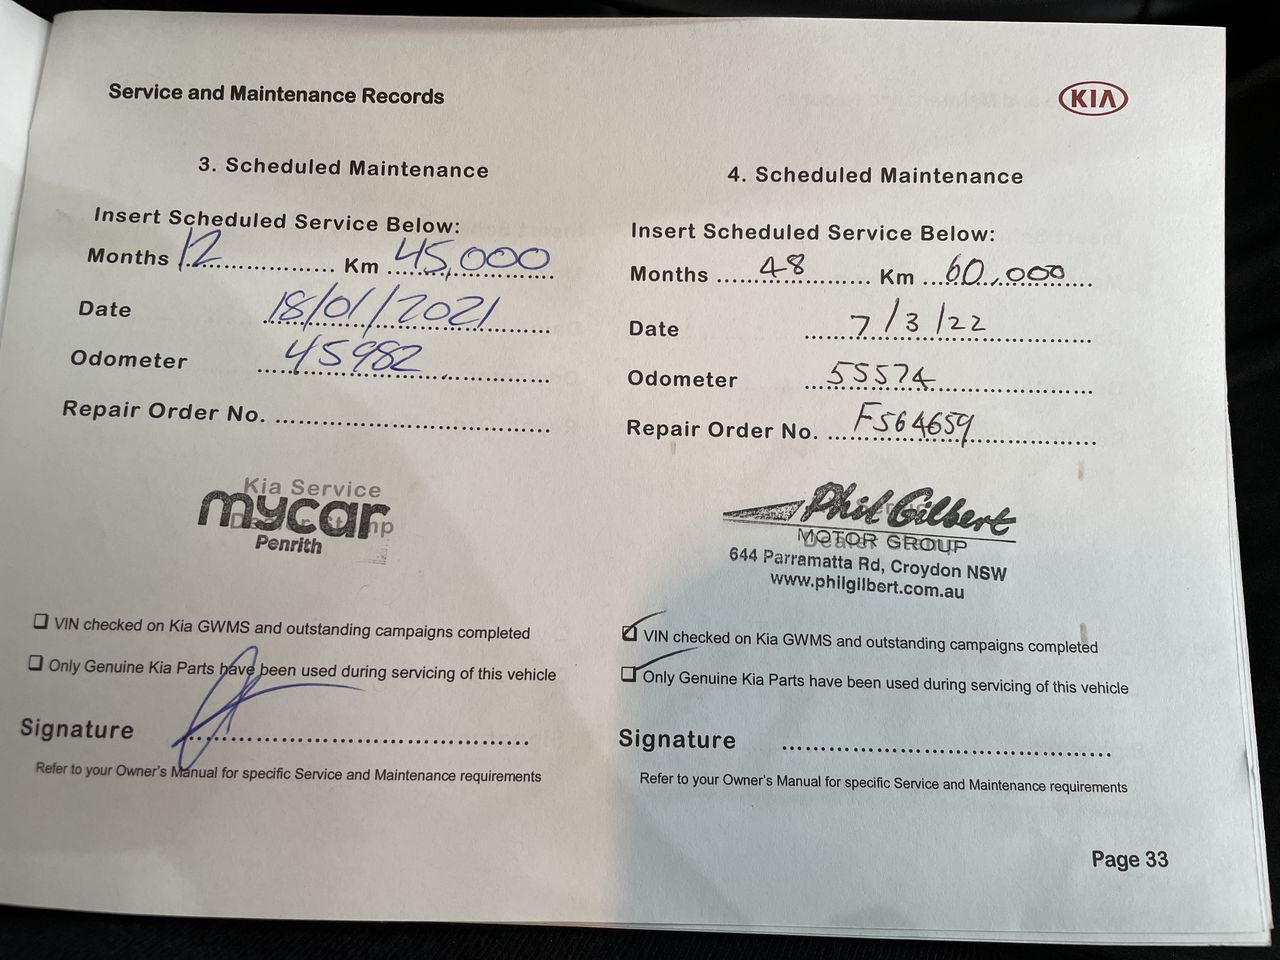 Service and Maintenance Records
KIA
3. Scheduled Maintenance
Insert Scheduled Service Below:
Months 12 Km 45,000
Date 18/01/2021
Odometer 45982
Repair Order No.
Kia Service
mycar
Penrith
VIN checked on Kia GWMS and outstanding campaigns completed
Only Genuine Kia Parts have been used during servicing of this vehicle
Signature
Refer to your Owner's Manual for specific Service and Maintenance requirements
4. Scheduled Maintenance
Insert Scheduled Service Below:
Months 48 Km 60,000
Date 7/3/22
Odometer 55574
Repair Order No. F564659
Phil Gilbert
MOTOR GROUP
644 Parramatta Rd, Croydon NSW
www.philgilbert.com.au
VIN checked on Kia GWMS and outstanding campaigns completed
Only Genuine Kia Parts have been used during servicing of this vehicle
Signature
Refer to your Owner's Manual for specific Service and Maintenance requirements
Page 33